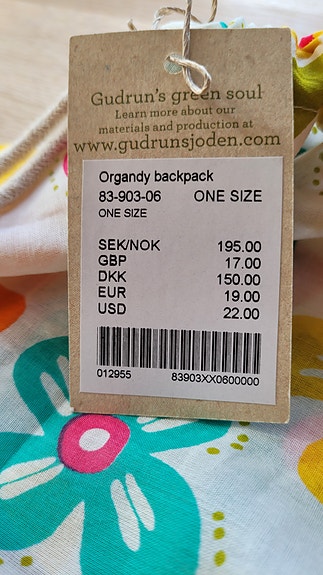 Gudrun's green soul
Learn more about our
materials and production at
www.gudrunsjoden.com
Organdy backpack
83-903-06 ONE SIZE
ONE SIZE
SEK/NOK 195.00
GBP 17.00
DKK 150.00
EUR 19.00
USD 22.00
012955 83903XX0600000